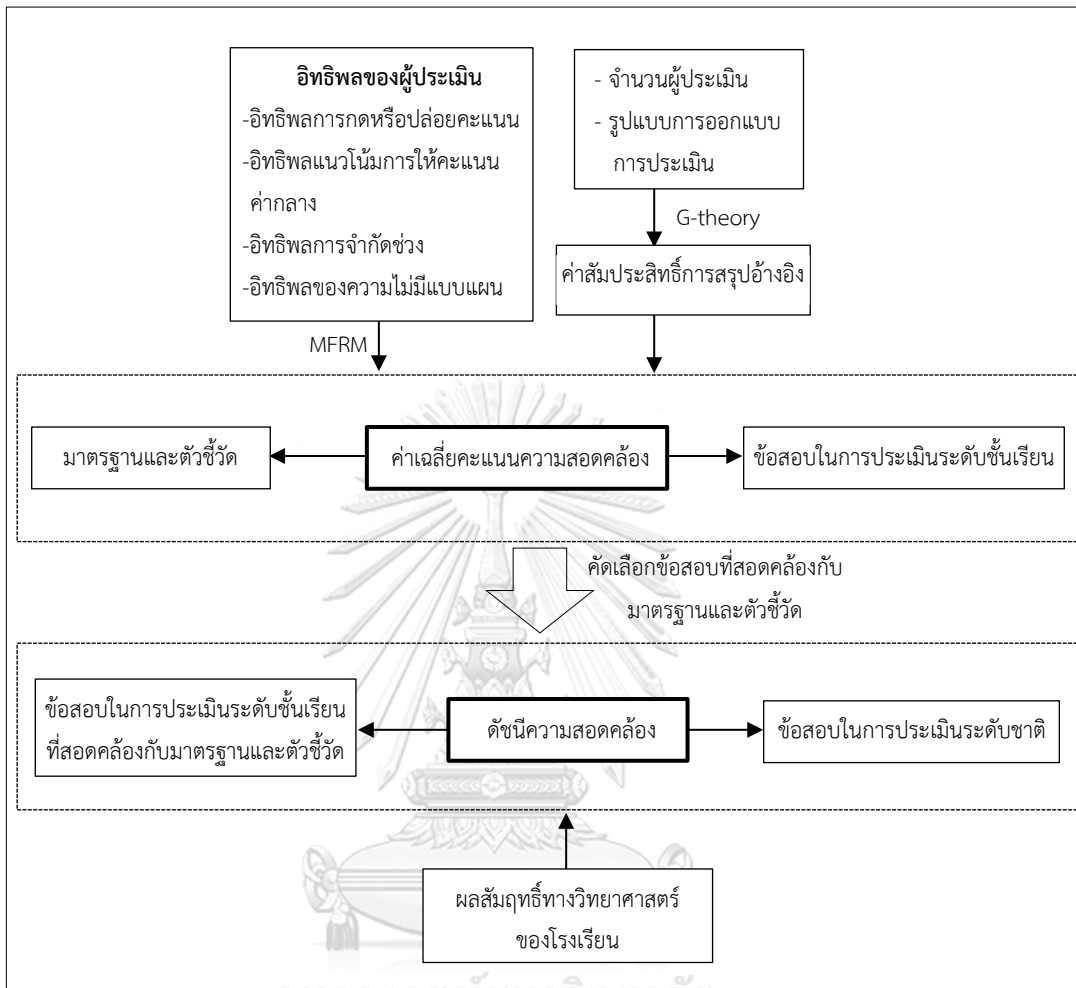 อิทธิพลของผู้ประเมิน
-อิทธิพลการกดหรือปล่อยคะแนน
-อิทธิพลแนวโน้มการให้คะแนน
ค่ากลาง
-อิทธิพลการจำกัดช่วง
-อิทธิพลของความไม่มีแบบแผน
- จำนวนผู้ประเมิน
- รูปแบบการออกแบบ
การประเมิน
G-theory
ค่าสัมประสิทธิ์การสรุปอ้างอิง
MFRM
มาตรฐานและตัวชี้วัด
ค่าเฉลี่ยคะแนนความสอดคล้อง
ข้อสอบในการประเมินระดับชั้นเรียน
คัดเลือกข้อสอบที่สอดคล้องกับ
มาตรฐานและตัวชี้วัด
ข้อสอบในการประเมินระดับชั้นเรียน
ที่สอดคล้องกับมาตรฐานและตัวชี้วัด
ดัชนีความสอดคล้อง
ข้อสอบในการประเมินระดับชาติ
ผลสัมฤทธิ์ทางวิทยาศาสตร์
ของโรงเรียน